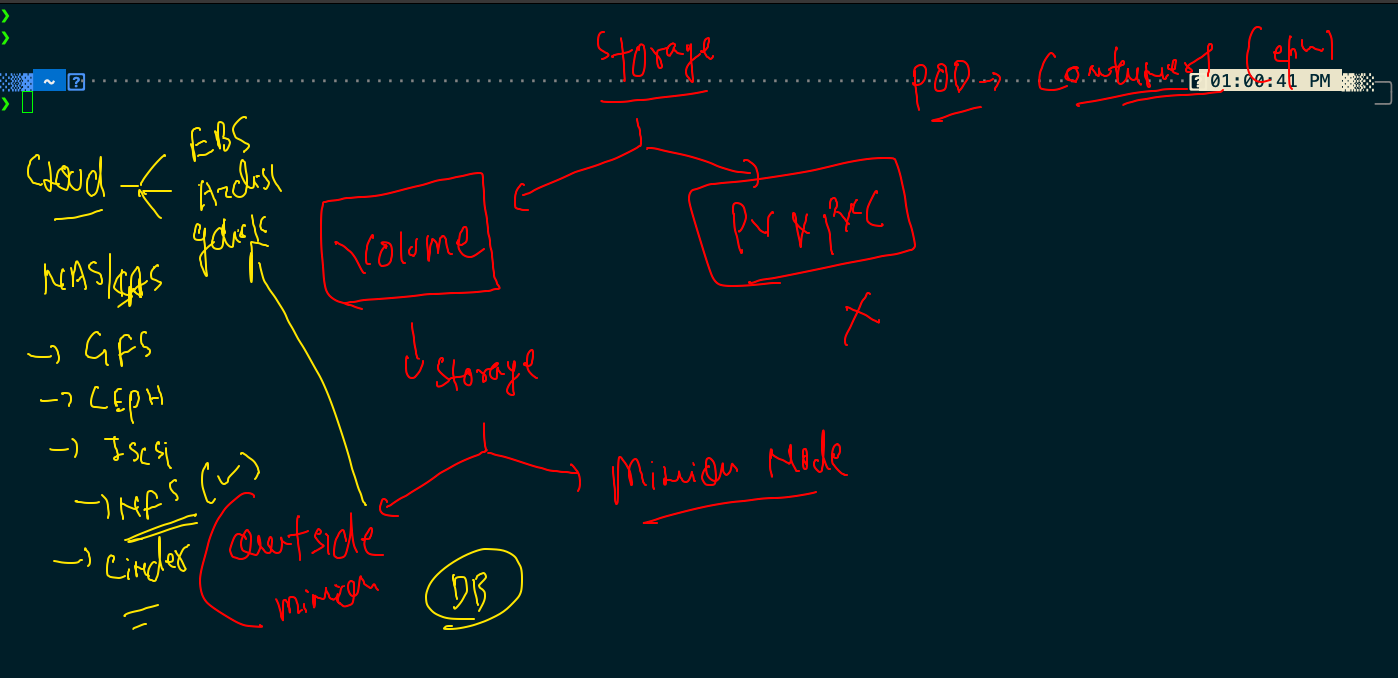 ❯
❯
~ ? 01:00:41 PM
❯
Storage
POD → Containers (eph)
Cloud
EBS
Azdisk
gdisk
NAS/SAS
Volume
PV & PVC
X
Storage
→ GFS
→ CEPH
→ Iscsi
→ NFS (✓)
→ Cinder
outside
minion
Minion Node
DB